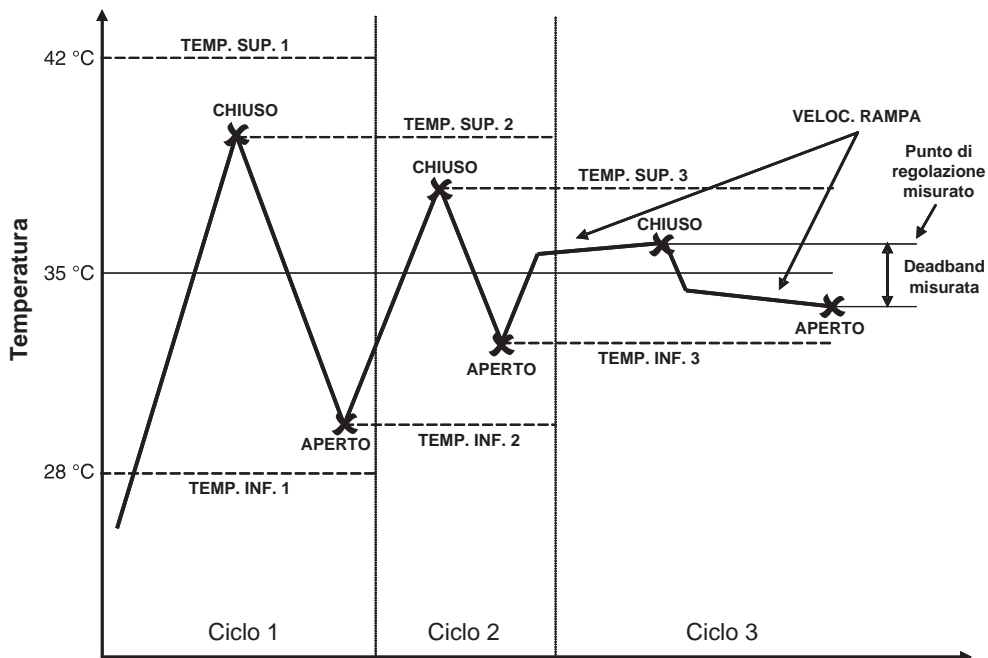 TEMP. SUP. 1
42 °C
CHIUSO
TEMP. SUP. 2
VELOC. RAMPA
CHIUSO
TEMP. SUP. 3
Punto di
regolazione
misurato
CHIUSO
35 °C
Deadband
misurata
Temperatura
APERTO
APERTO
TEMP. INF. 3
APERTO
TEMP. INF. 2
28 °C
TEMP. INF. 1
Ciclo 1
Ciclo 2
Ciclo 3